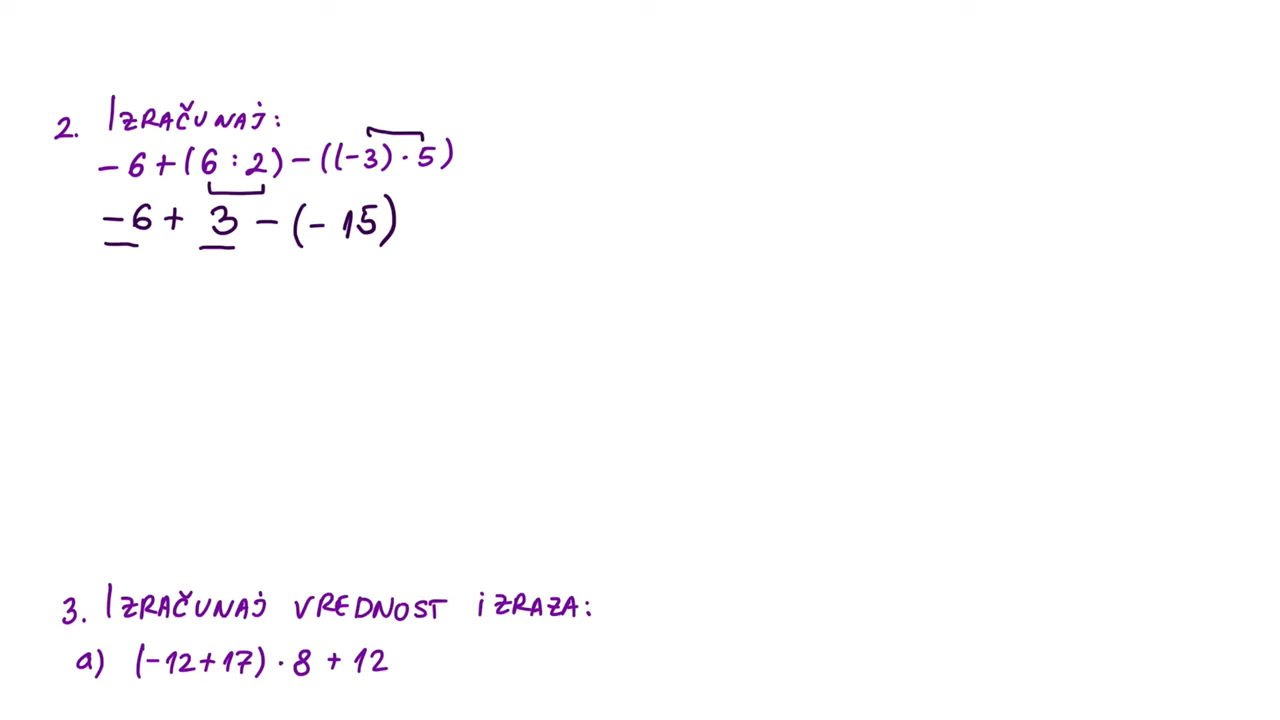 2. IZRAČUNAJ:
-6+(6:2)-((-3)·5)
-6+3-(-15)
3. IZRAČUNAJ VREDNOST IZRAZA:
a) (-12+17)·8+12